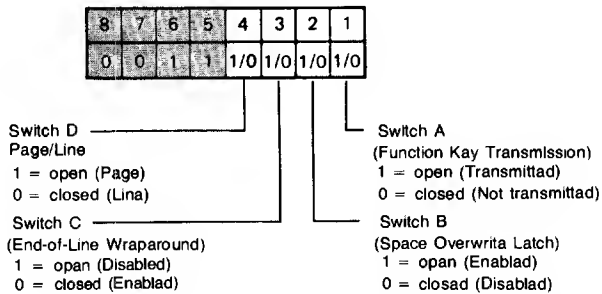 8 7 6 5 4 3 2 1
0 0 1 1 1/0 1/0 1/0 1/0
Switch D
Page/Line
1 = open (Page)
0 = closed (Lina)
Switch C
(End-of-Line Wraparound)
1 = opan (Disabled)
0 = closed (Enablad)
Switch A
(Function Kay Transmission)
1 = open (Transmittad)
0 = closed (Not transmittad)
Switch B
(Space Overwrita Latch)
1 = opan (Enablad)
0 = closad (Disablad)